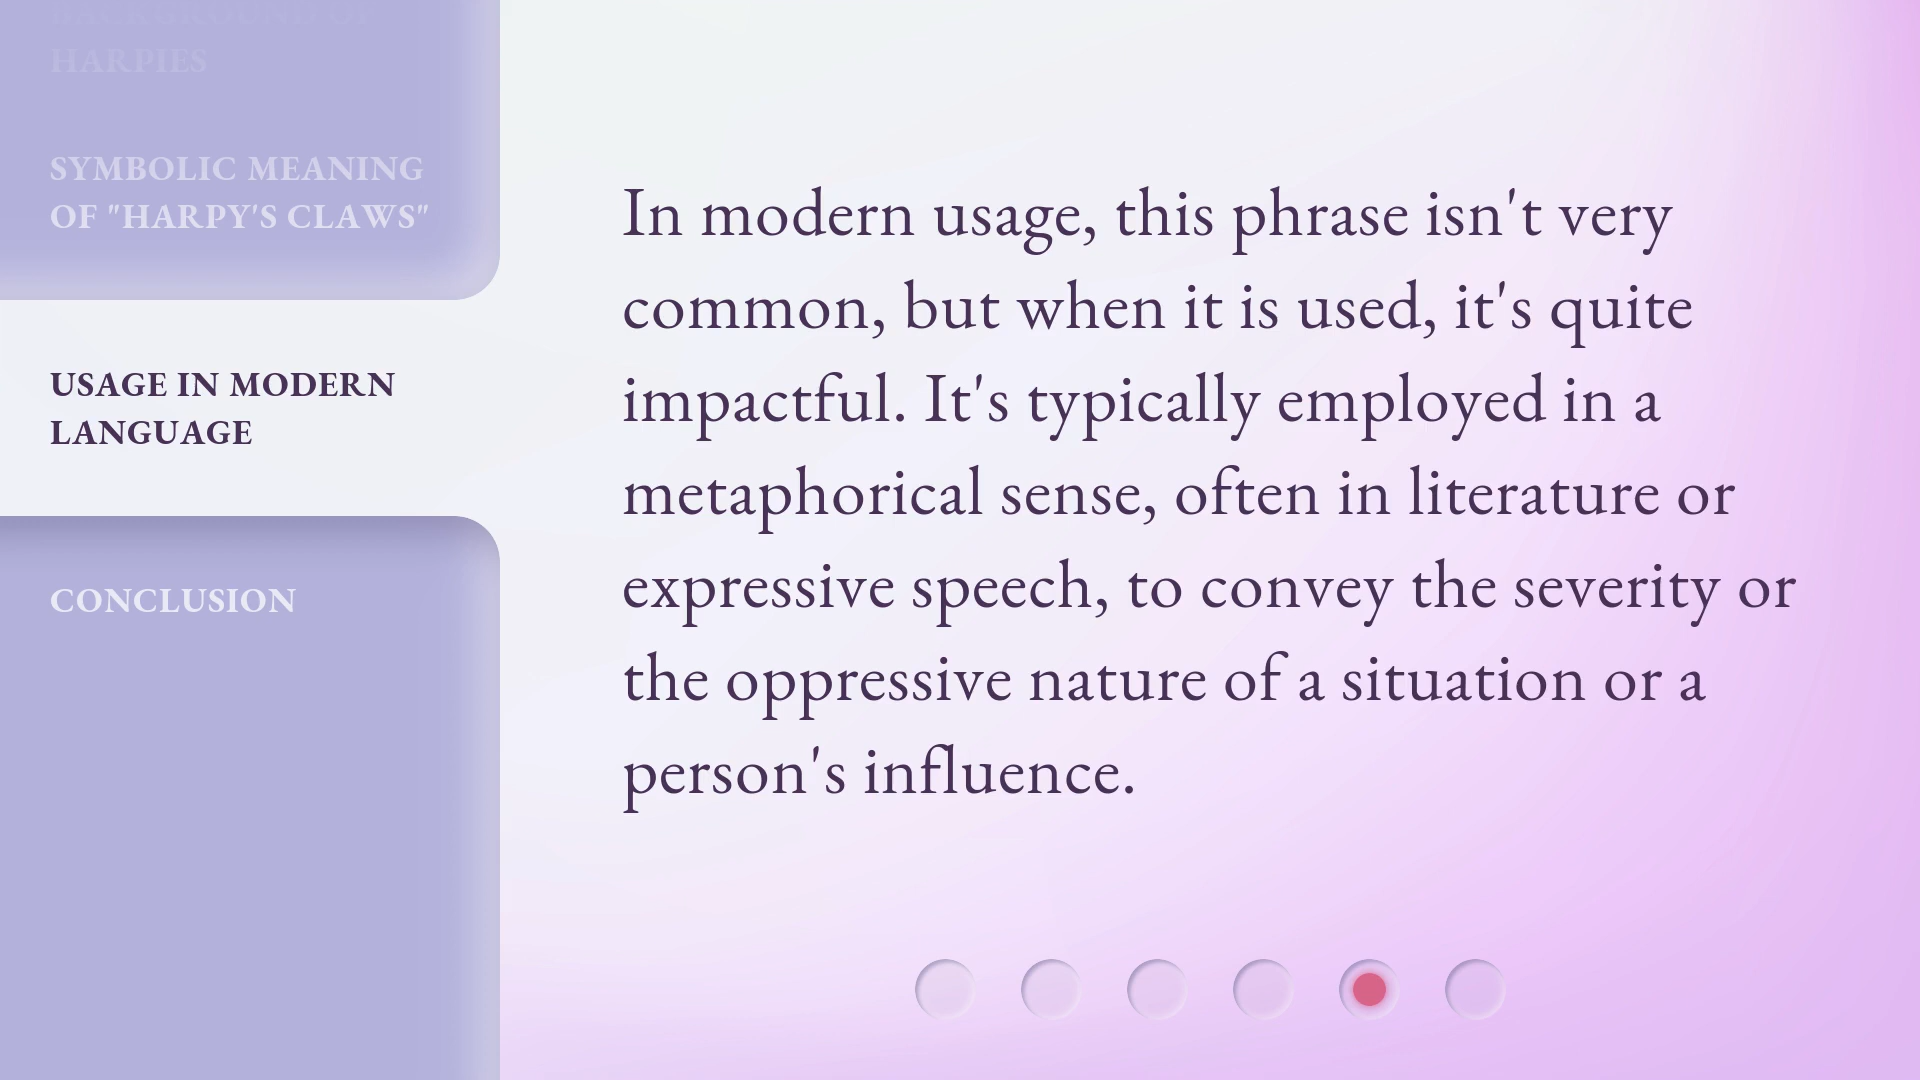 BACKGROUND OF
HARPIES
SYMBOLIC MEANING
OF "HARPY'S CLAWS"
USAGE IN MODERN
LANGUAGE
CONCLUSION
In modern usage, this phrase isn't very
common, but when it is used, it's quite
impactful. It's typically employed in a
metaphorical sense, often in literature or
expressive speech, to convey the severity or
the oppressive nature of a situation or a
person's influence.